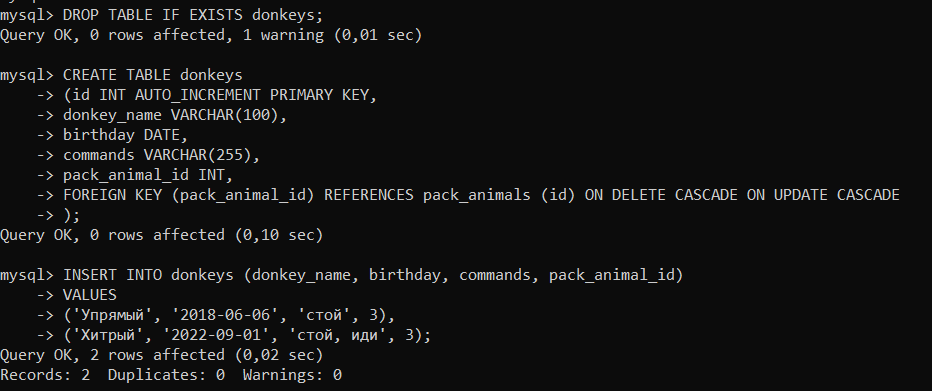 mysql> DROP TABLE IF EXISTS donkeys;
Query OK, 0 rows affected, 1 warning (0,01 sec)
mysql> CREATE TABLE donkeys
    -> (id INT AUTO_INCREMENT PRIMARY KEY,
    -> donkey_name VARCHAR(100),
    -> birthday DATE,
    -> commands VARCHAR(255),
    -> pack_animal_id INT,
    -> FOREIGN KEY (pack_animal_id) REFERENCES pack_animals (id) ON DELETE CASCADE ON UPDATE CASCADE
    -> );
Query OK, 0 rows affected (0,10 sec)
mysql> INSERT INTO donkeys (donkey_name, birthday, commands, pack_animal_id)
    -> VALUES
    -> ('Упрямый', '2018-06-06', 'стой', 3),
    -> ('Хитрый', '2022-09-01', 'стой, иди', 3);
Query OK, 2 rows affected (0,02 sec)
Records: 2  Duplicates: 0  Warnings: 0